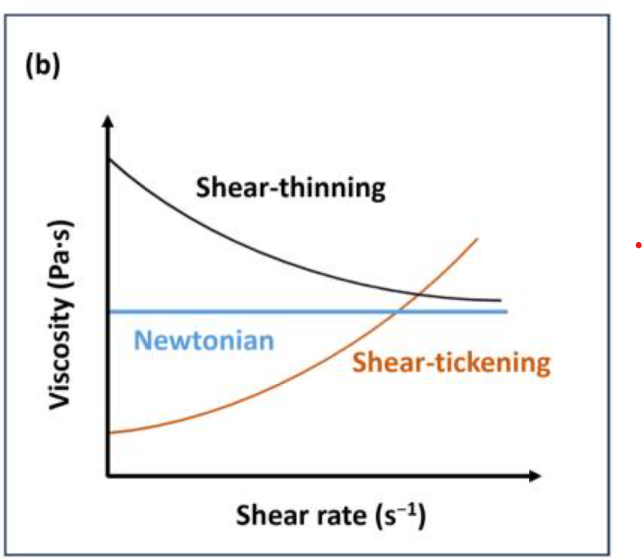 (b)
Shear-thinning
Viscosity (Pa·s)
Newtonian
Shear-tickening
Shear rate (s⁻¹)